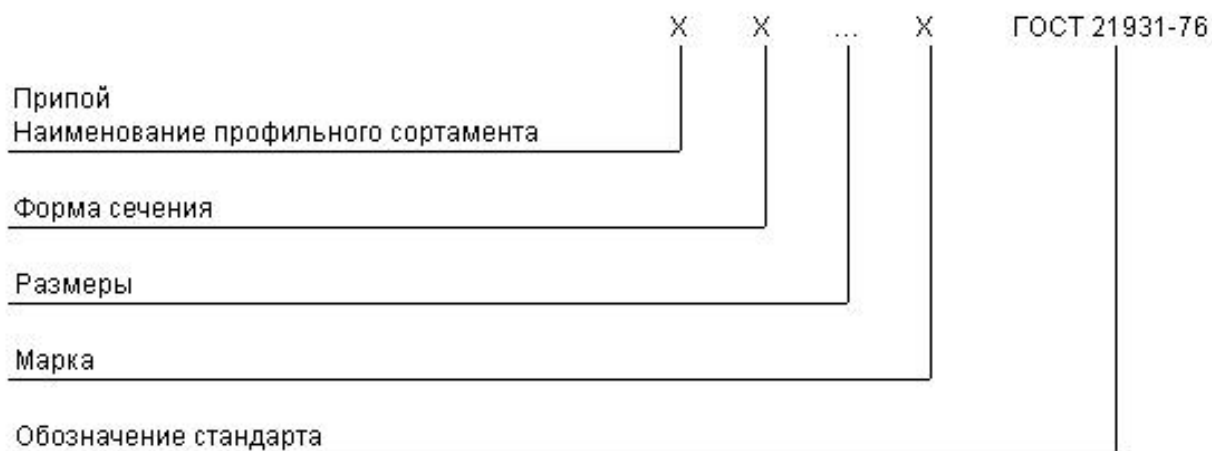 Х Х ... Х ГОСТ 21931-76
Припой
Наименование профильного сортамента
Форма сечения
Размеры
Марка
Обозначение стандарта